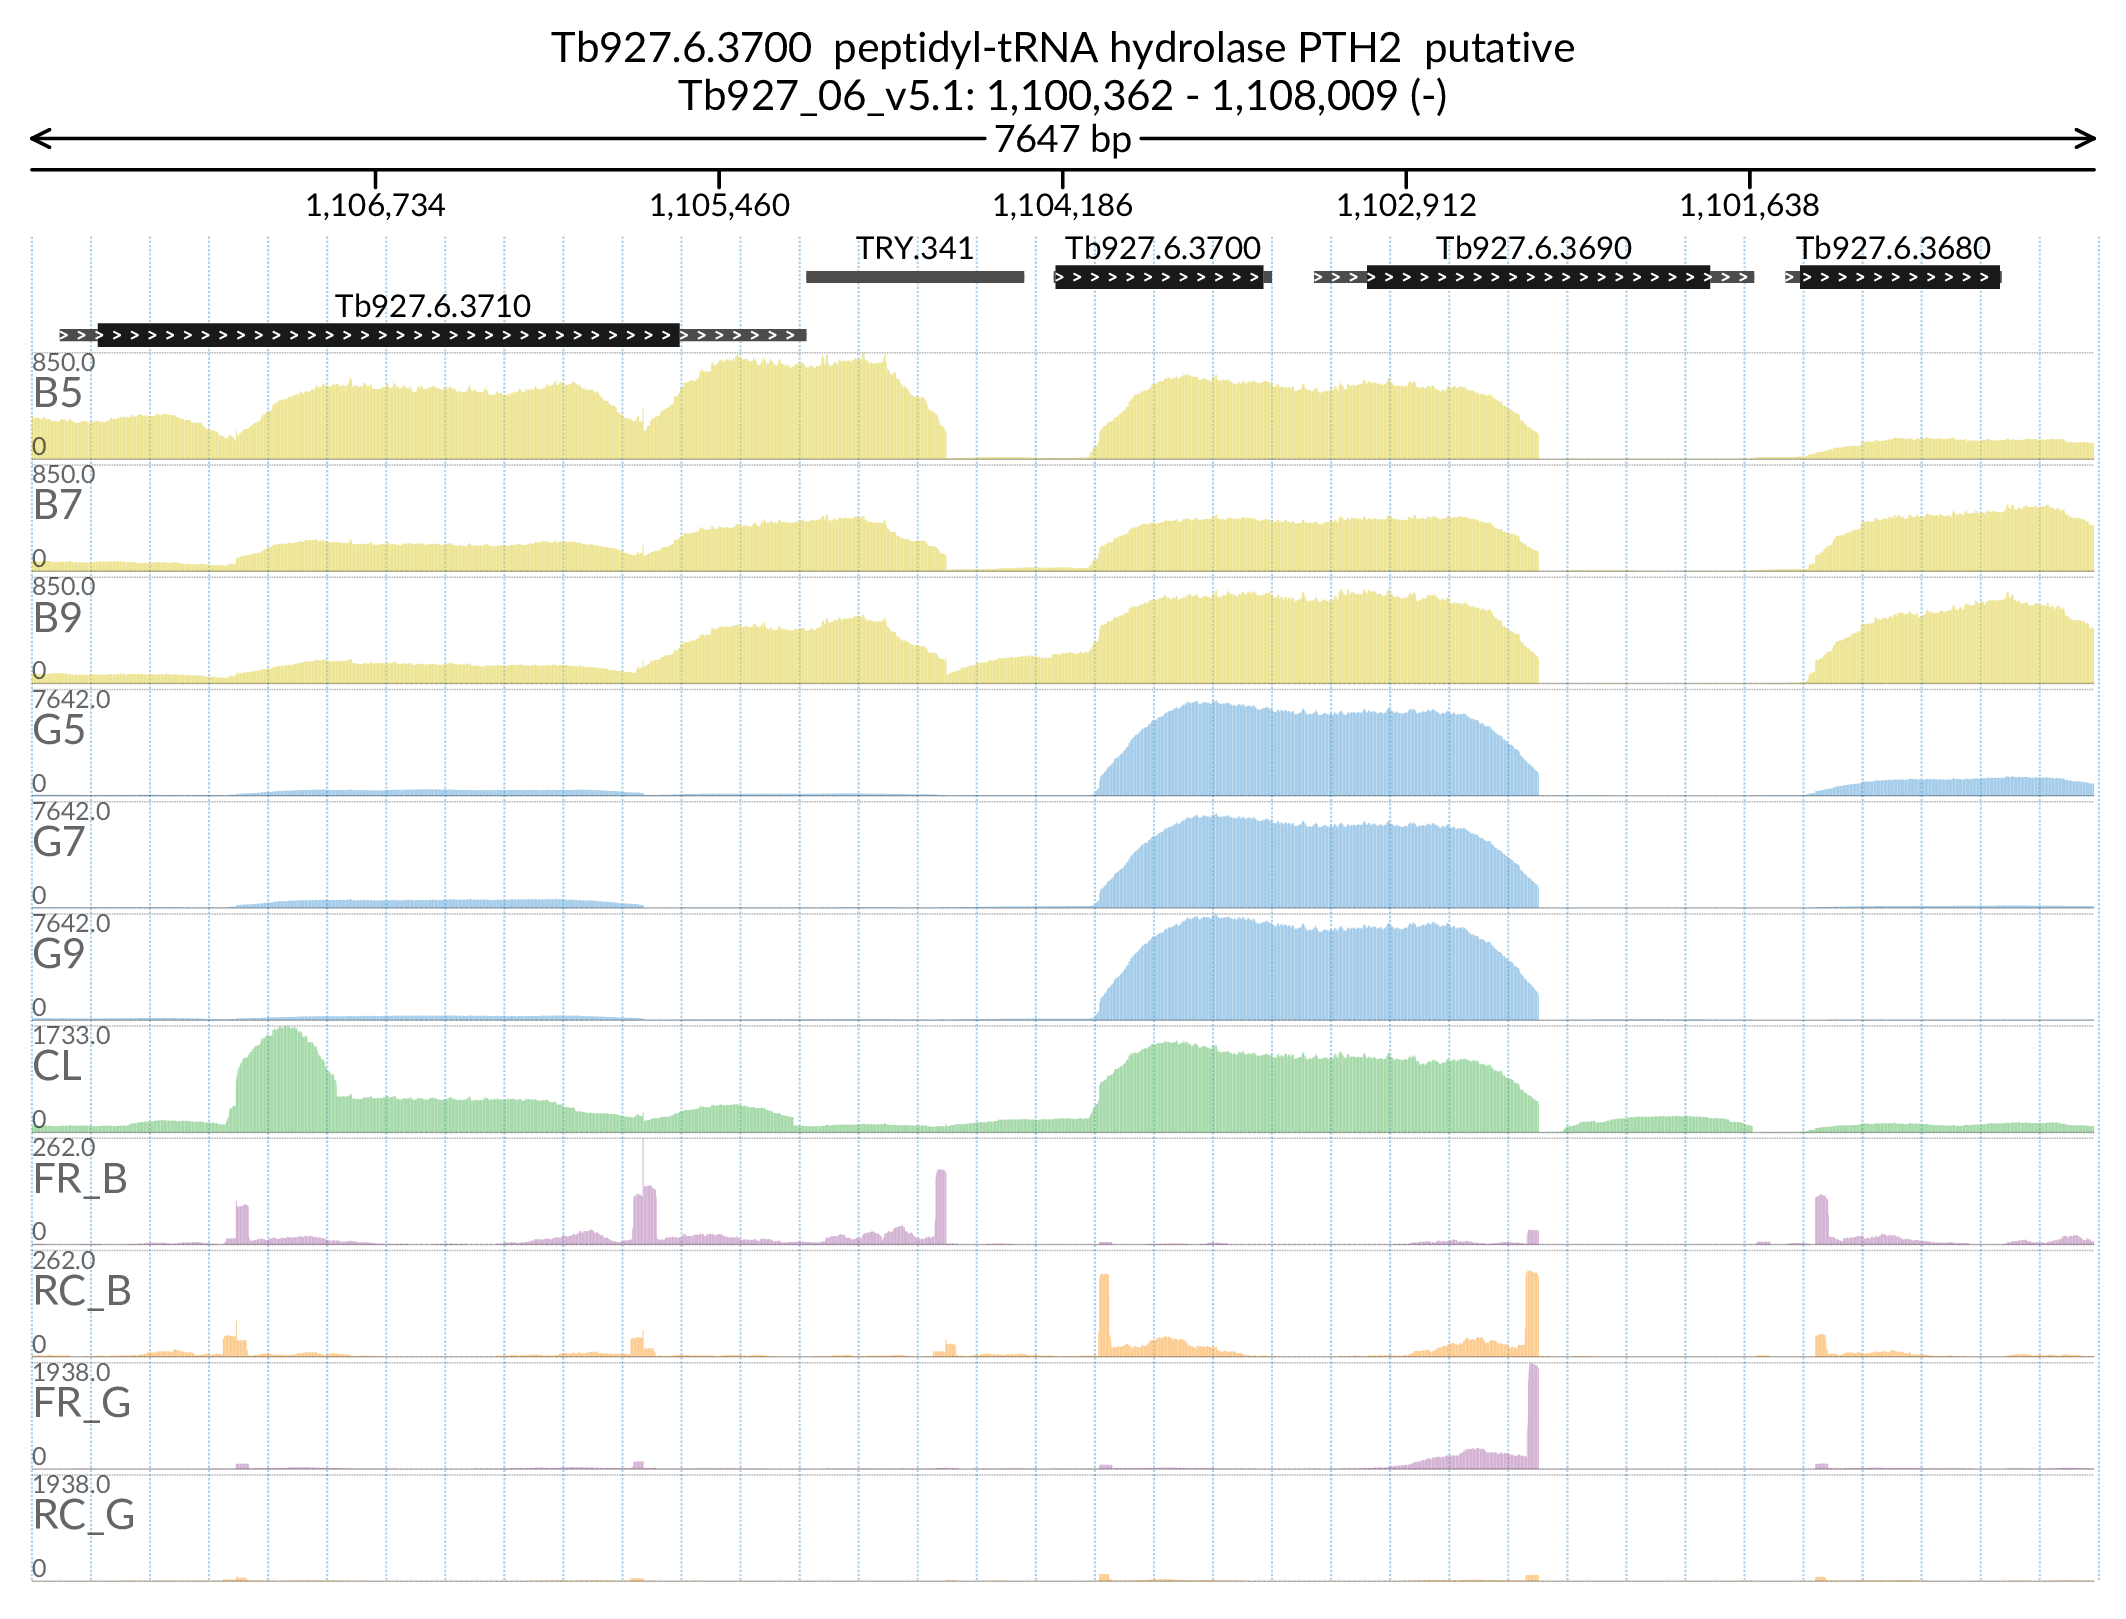 Tb927.6.3700 peptidyl-tRNA hydrolase PTH2 putative
Tb927_06_v5.1: 1,100,362 - 1,108,009 (-)
7647 bp
1,106,734 1,105,460 1,104,186 1,102,912 1,101,638
TRY.341 Tb927.6.3700 Tb927.6.3690 Tb927.6.3680
Tb927.6.3710
850.0
B5
0
850.0
B7
0
850.0
B9
0
7642.0
G5
0
7642.0
G7
0
7642.0
G9
0
1733.0
CL
0
262.0
FR_B
0
262.0
RC_B
0
1938.0
FR_G
0
1938.0
RC_G
0